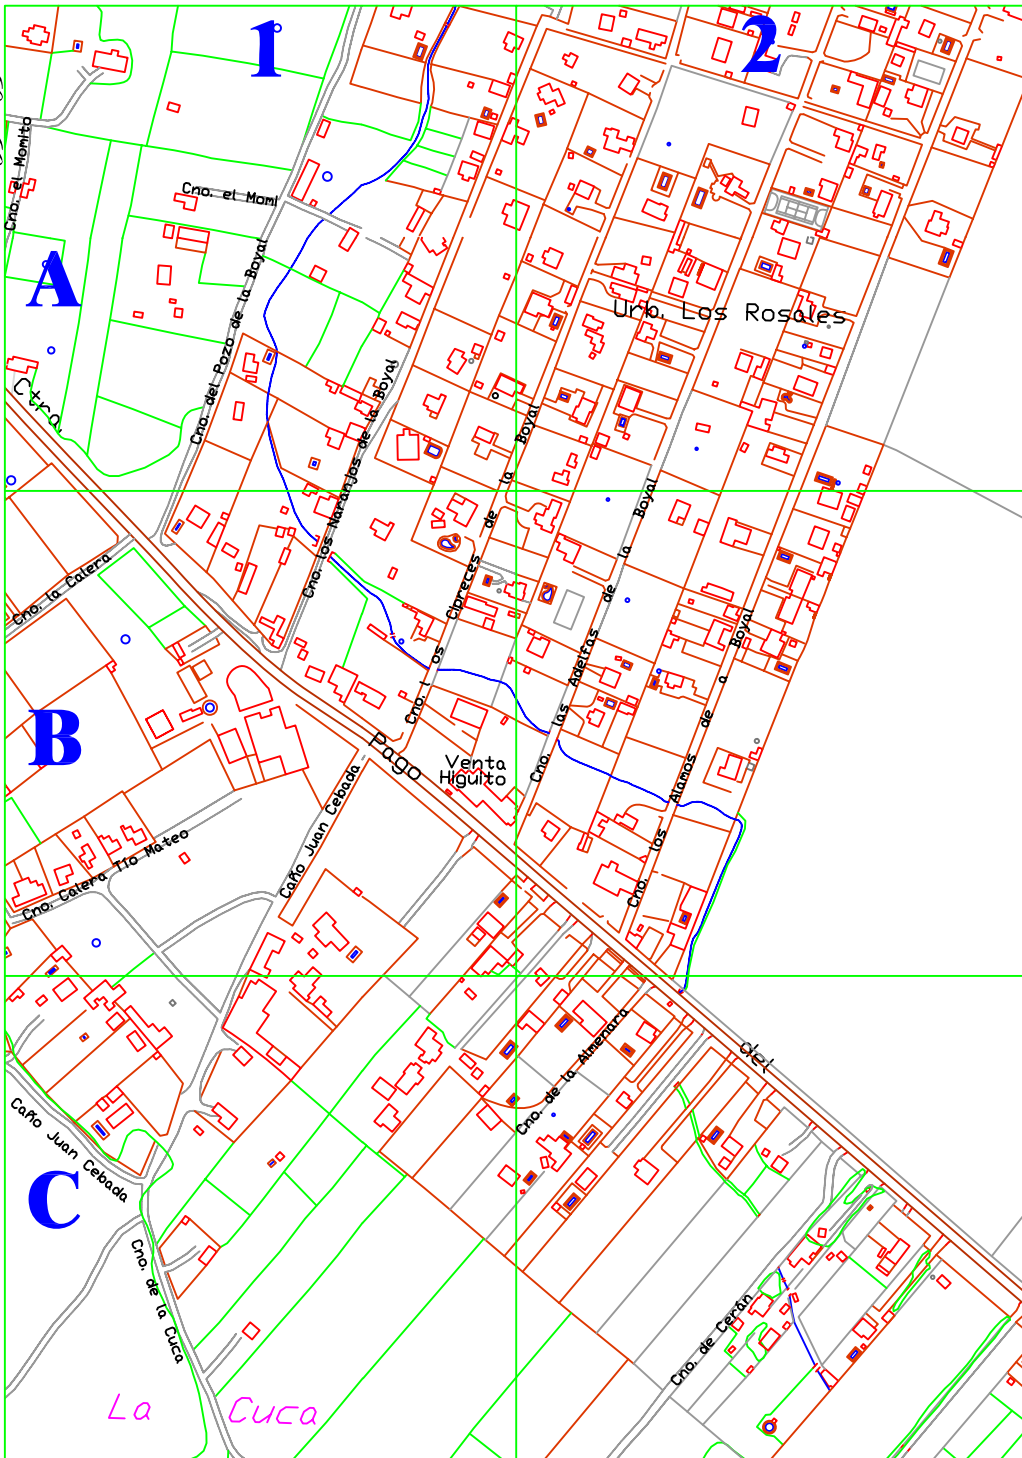 1
2
Cno. el Momito
Cno. el Momi
A
Cno. del Pozo de la Boyal
Urb. Los Rosales
Ctra.
Cno. los Naranjos de la Boyal
Cno. los Cipreces de la Boyal
Cno. las Adelfas de la Boyal
Cno. los Alamos de a Boyal
Cno. la Calera
B
Pago
Venta
Higuito
Caño Juan Cebada
Cno. Calera Tío Mateo
del
Cno. de la Almenara
Caño Juan Cebada
C
Cno. de la Cuca
Cno. de Cerán
La Cuca